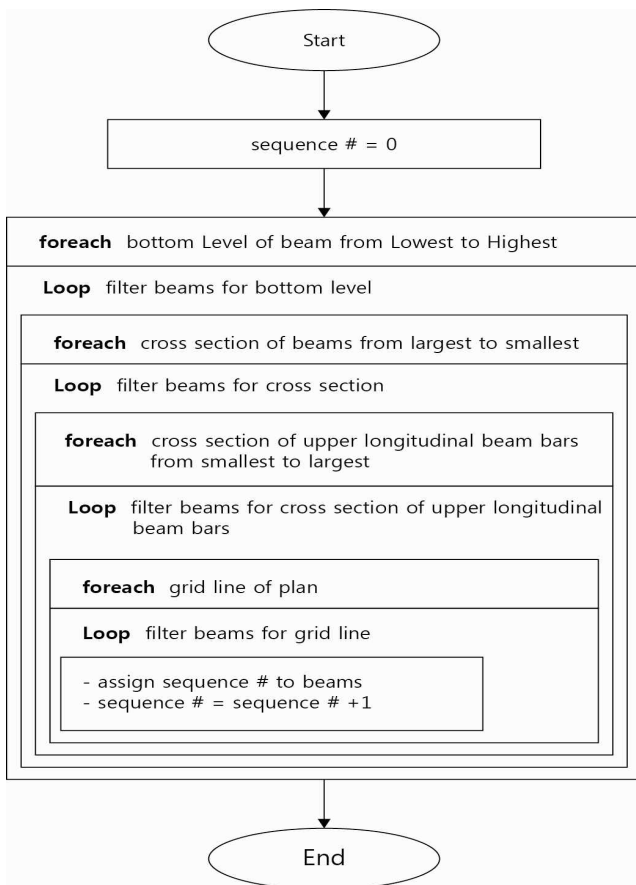 Start
sequence # = 0
foreach bottom Level of beam from Lowest to Highest
Loop filter beams for bottom level
foreach cross section of beams from largest to smallest
Loop filter beams for cross section
foreach cross section of upper longitudinal beam bars
from smallest to largest
Loop filter beams for cross section of upper longitudinal
beam bars
foreach grid line of plan
Loop filter beams for grid line
- assign sequence # to beams
- sequence # = sequence # +1
End